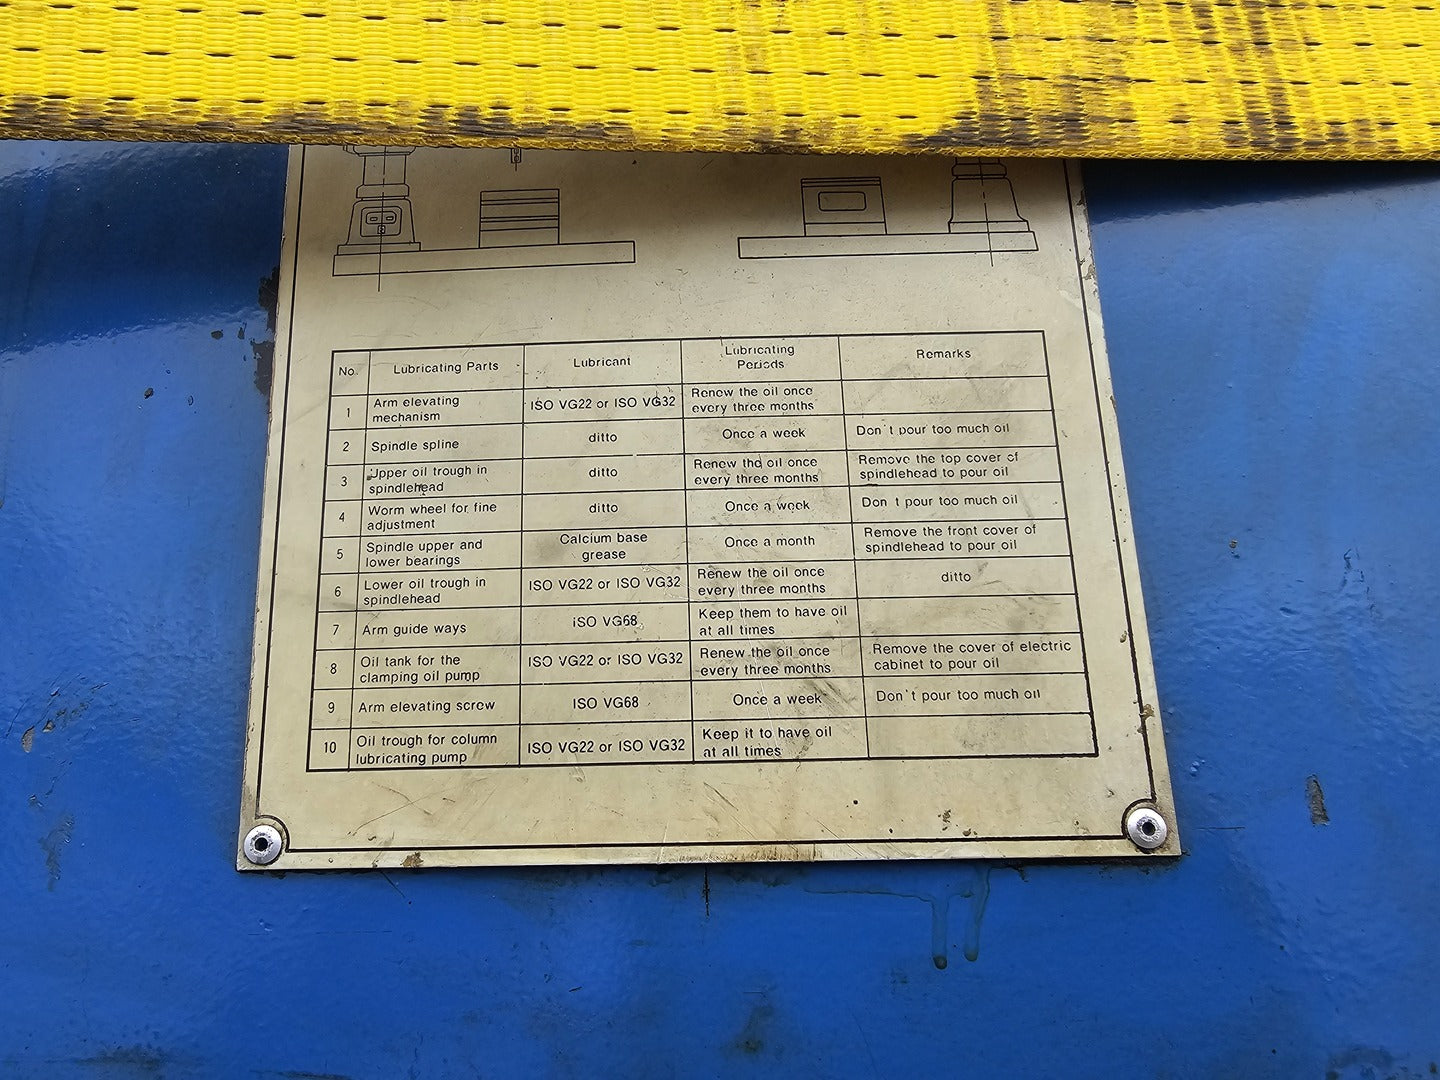 No. Lubricating Parts Lubricant Lubricating Periods Remarks
1 Arm elevating mechanism ISO VG22 or ISO VG32 Renew the oil once every three months
2 Spindle spline ditto Once a week Don't pour too much oil
3 Upper oil trough in spindlehead ditto Renew the oil once every three months Remove the top cover of spindlehead to pour oil
4 Worm wheel for fine adjustment ditto Once a week Don't pour too much oil
5 Spindle upper and lower bearings Calcium base grease Once a month Remove the front cover of spindlehead to pour oil
6 Lower oil trough in spindlehead ISO VG22 or ISO VG32 Renew the oil once every three months ditto
7 Arm guide ways ISO VG68 Keep them to have oil at all times
8 Oil tank for the clamping oil pump ISO VG22 or ISO VG32 Renew the oil once every three months Remove the cover of electric cabinet to pour oil
9 Arm elevating screw ISO VG68 Once a week Don't pour too much oil
10 Oil trough for column lubricating pump ISO VG22 or ISO VG32 Keep it to have oil at all times